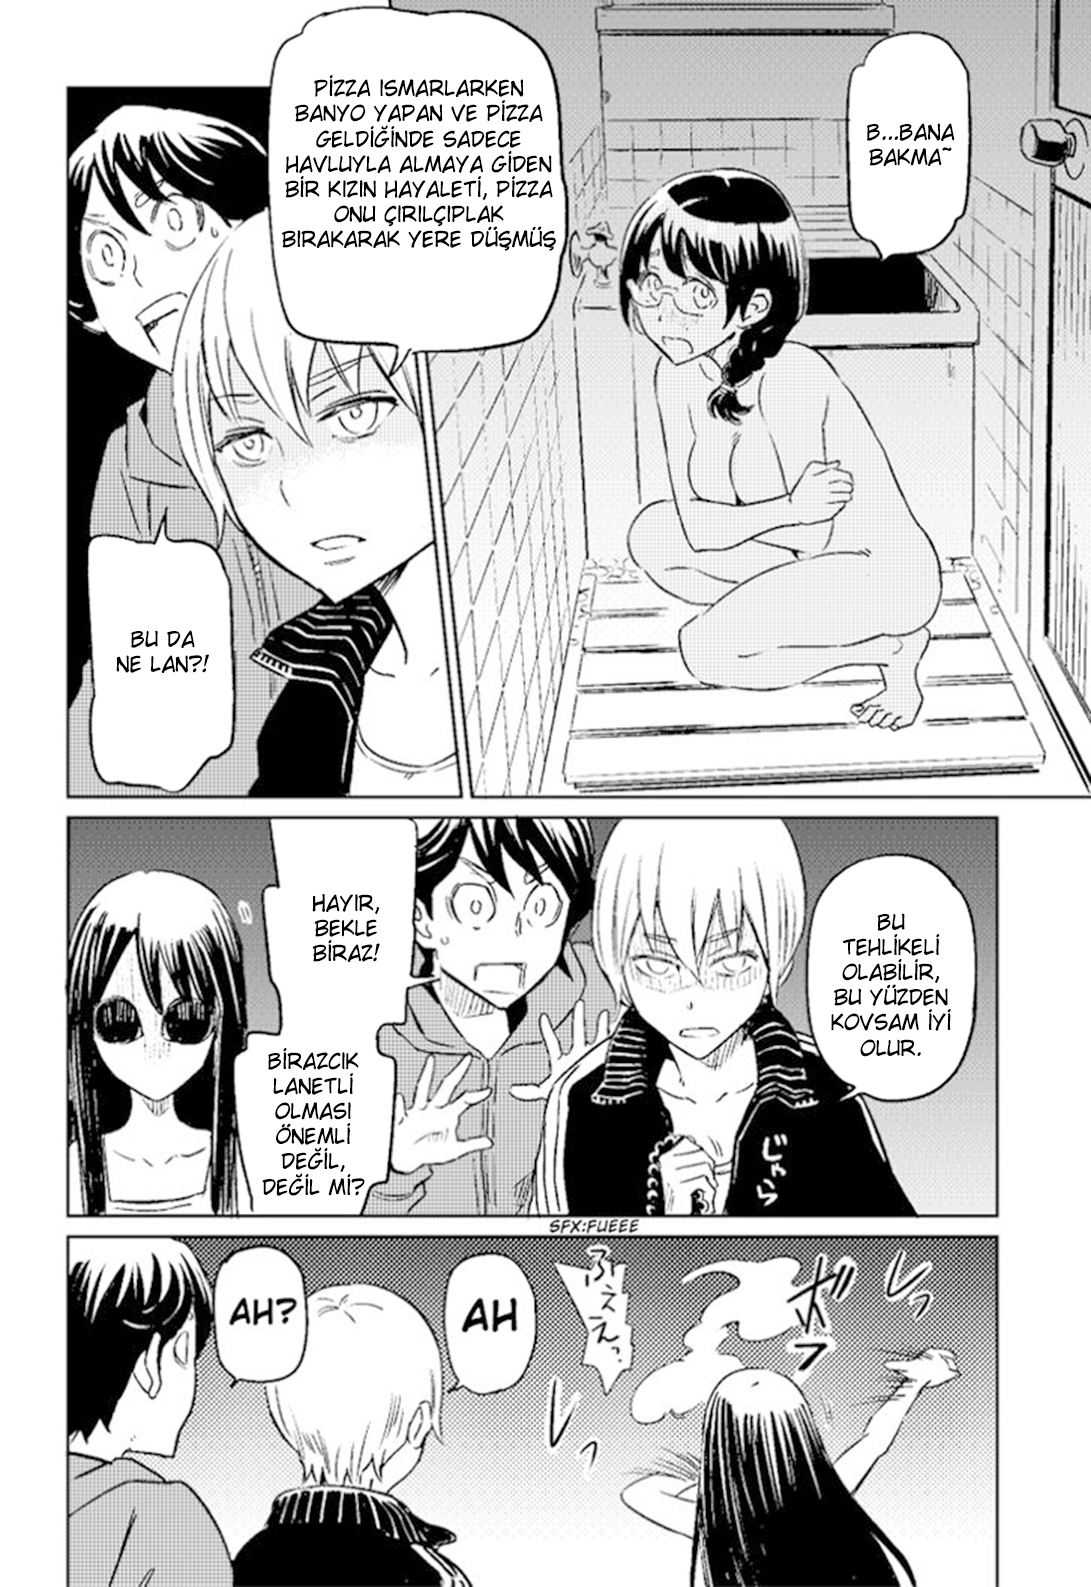 B...BANA
BAKMA~
PİZZA ISMARLARKEN
BANYO YAPAN VE PİZZA
GELDİĞİNDE SADECE
HAVLUYLA ALMAYA GİDEN
BİR KIZIN HAYALETİ, PİZZA
ONU ÇIRILÇIPLAK
BIRAKARAK YERE DÜŞMÜŞ
BU DA
NE LAN?!
BU
TEHLİKELİ
OLABİLİR,
BU YÜZDEN
KOVSAM İYİ
OLUR.
じゃら
HAYIR,
BEKLE
BİRAZ!
BİRAZCIK
LANETLİ
OLMASI
ÖNEMLİ
DEĞİL,
DEĞİL Mİ?
SFX:FUEEE
ふぇえぇっ
AH
AH?